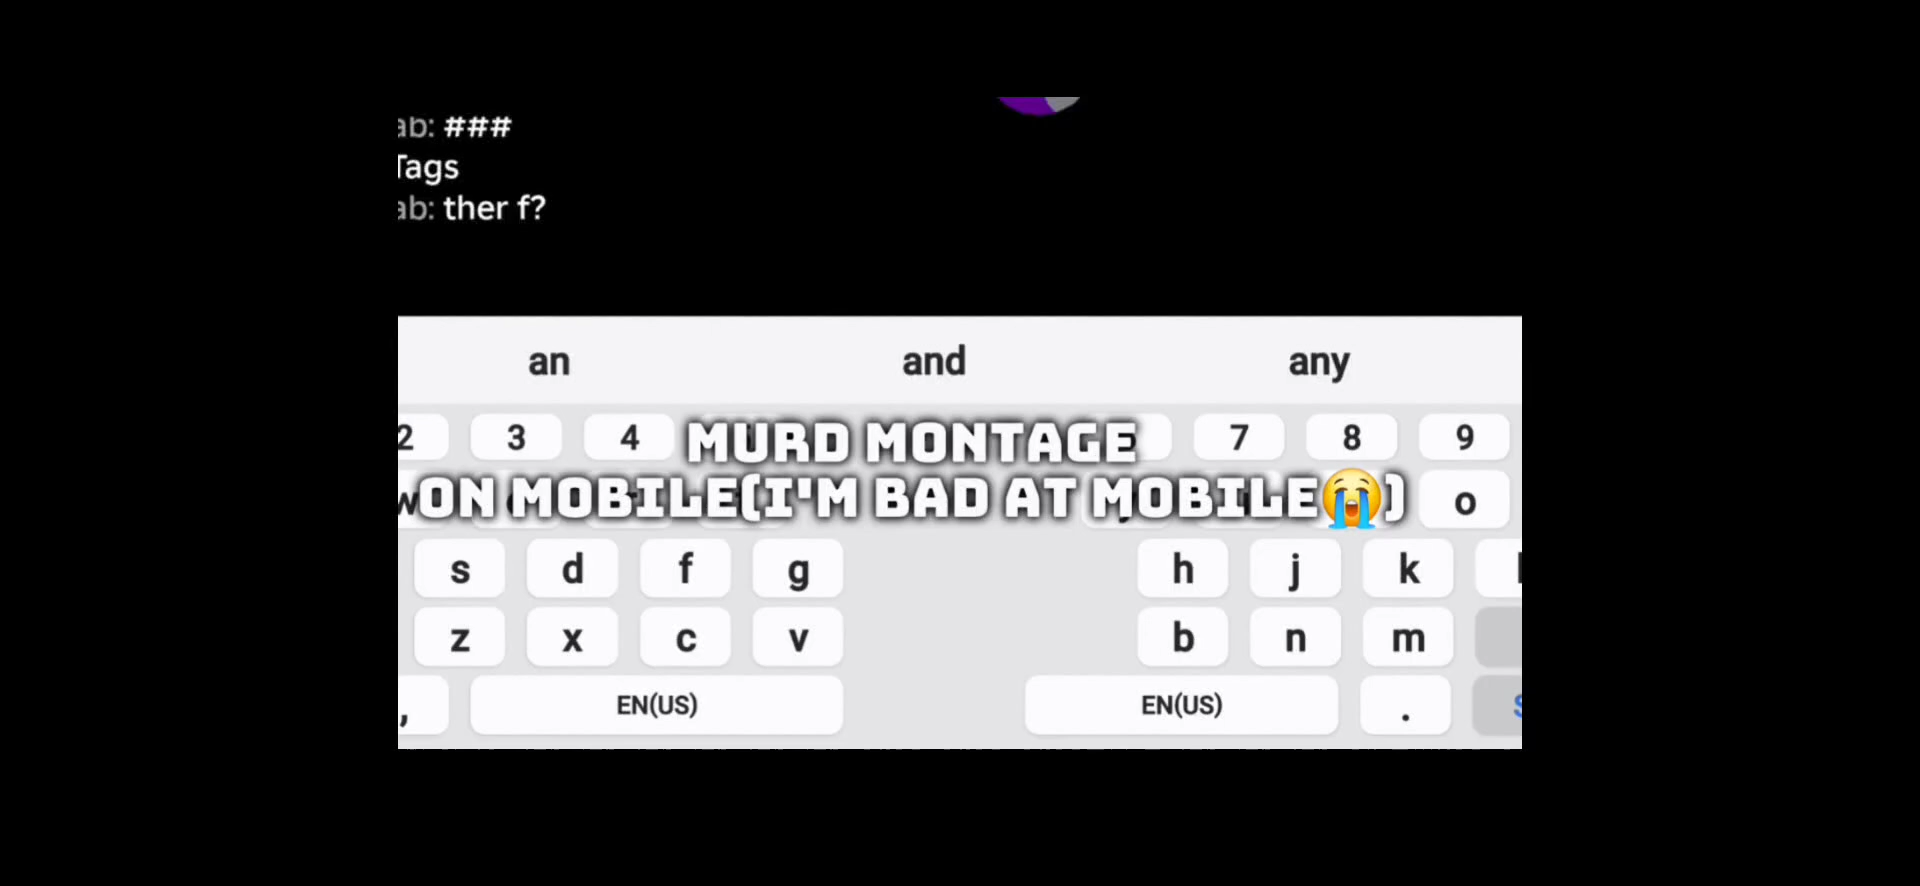 ab: ###
Tags
ab: ther f?
an and any
2 3 4 7 8 9
MURD MONTAGE
ON MOBILE(I'M BAD AT MOBILE😭)
w o
s d f g h j k
z x c v b n m
, EN(US) EN(US) .